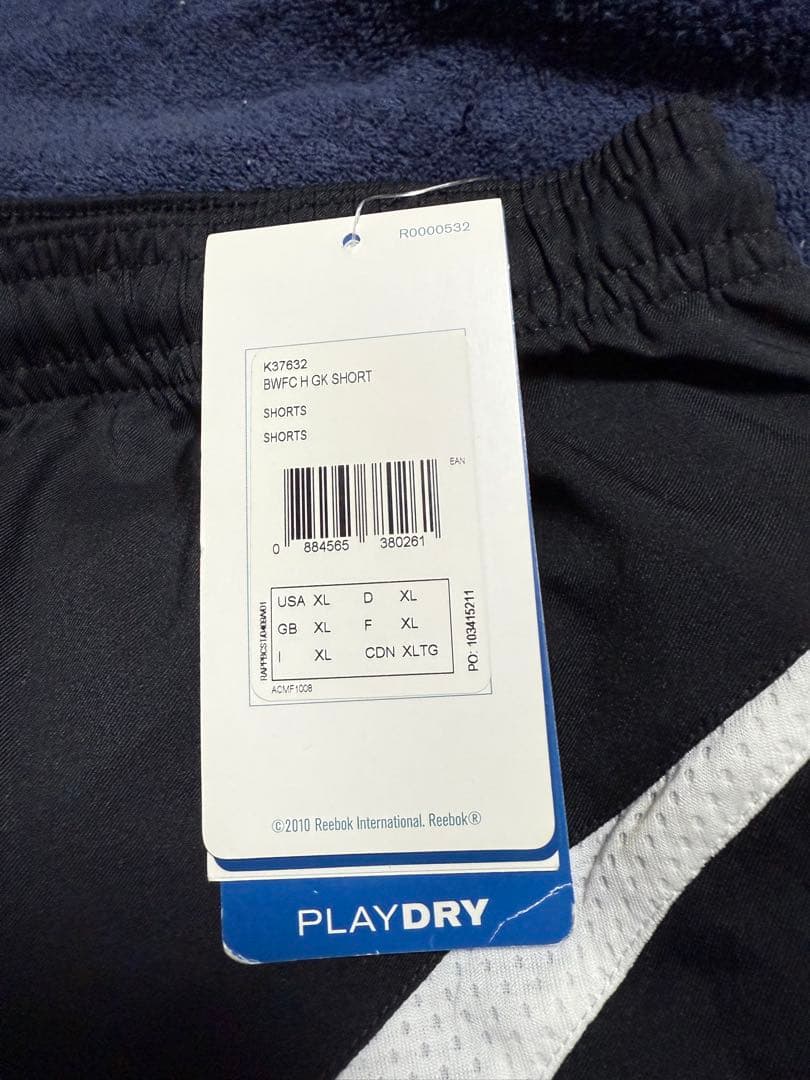 R0000532
K37632
BWFC H GK SHORT
SHORTS
SHORTS
EAN
0 884565 380261
USA XL D XL
GB XL F XL
I XL CDN XLTG
PO: 103415211
ACMF1008
©2010 Reebok International. Reebok®
PLAYDRY